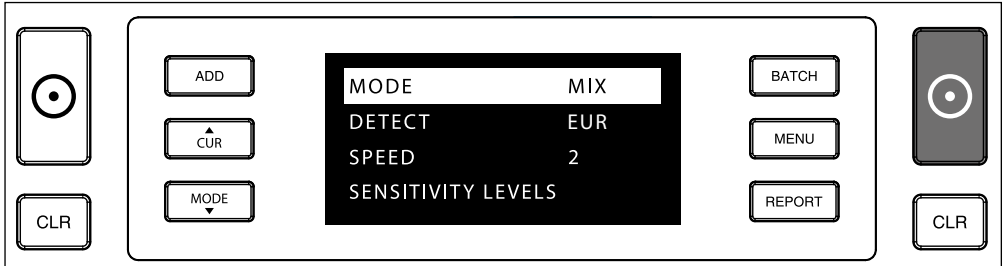 ADD
CUR
MODE
CLR
MODE MIX
DETECT EUR
SPEED 2
SENSITIVITY LEVELS
BATCH
MENU
REPORT
CLR